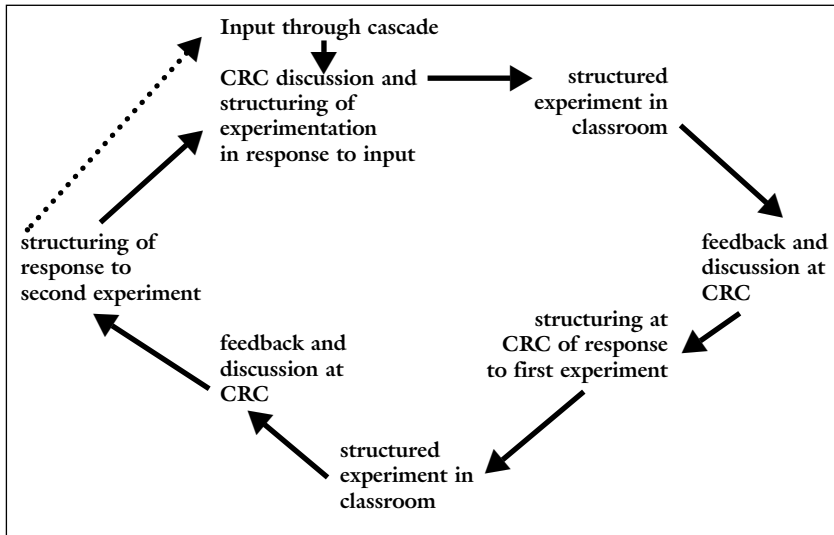 Input through cascade
CRC discussion and
structuring of
experimentation
in response to input
structured
experiment in
classroom
feedback and
discussion at
CRC
structuring at
CRC of response
to first experiment
structured
experiment in
classroom
feedback and
discussion at
CRC
structuring of
response to
second experiment